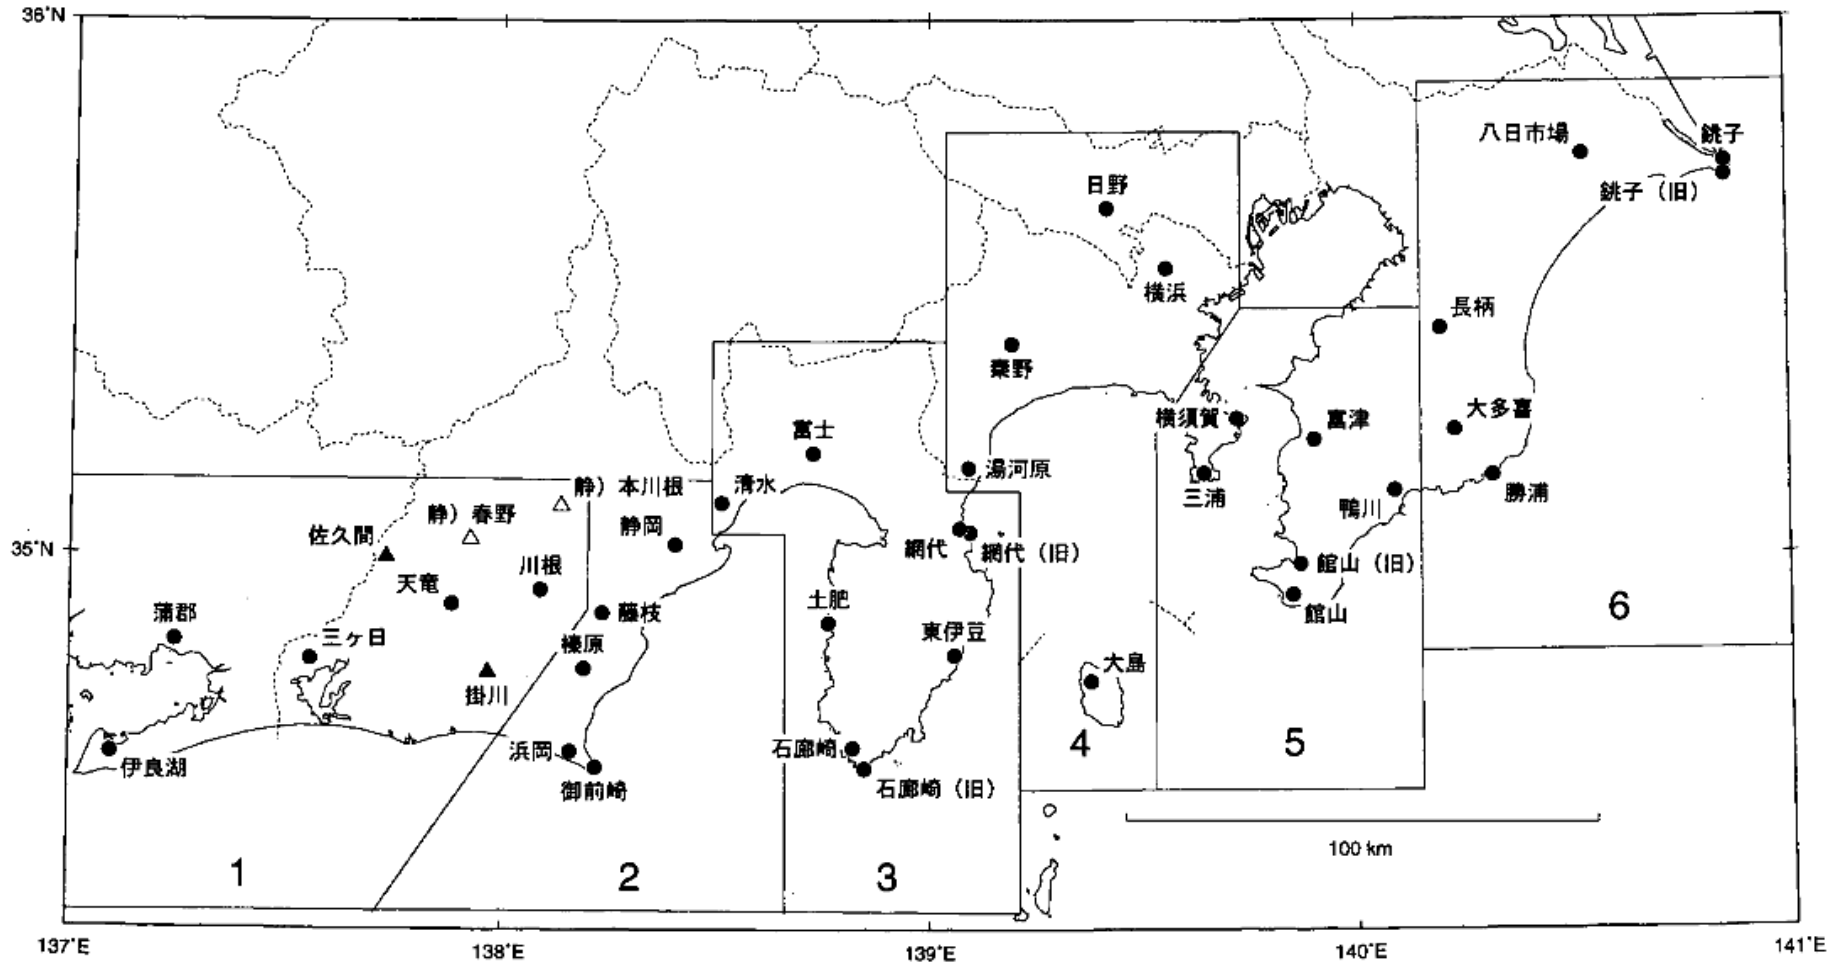 36°N
八日市場
銚子
日野
銚子（旧）
横浜
長柄
秦野
大多喜
横須賀
富津
富士
湯河原
静）本川根
清水
三浦
勝浦
静）春野
鴨川
静岡
佐久間
35°N
網代
網代（旧）
川根
館山（旧）
天竜
土肥
蒲郡
藤枝
館山
6
三ヶ日
榛原
東伊豆
大島
掛川
浜岡
石廊崎
4
5
伊良湖
御前崎
石廊崎（旧）
100 km
1
2
3
137°E
138°E
139°E
140°E
141°E